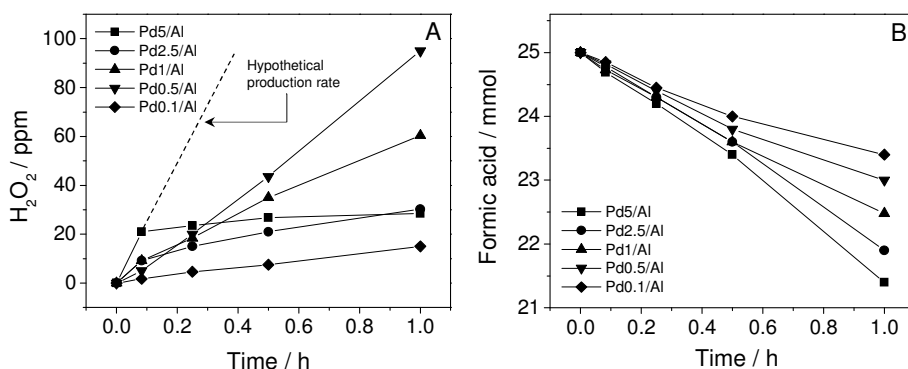 A
Pd5/Al
Pd2.5/Al
Pd1/Al
Pd0.5/Al
Pd0.1/Al
Hypothetical
production rate
H2O2 / ppm
100
80
60
40
20
0
0.0 0.2 0.4 0.6 0.8 1.0
Time / h
B
Formic acid / mmol
25
24
23
22
21
Pd5/Al
Pd2.5/Al
Pd1/Al
Pd0.5/Al
Pd0.1/Al
0.0 0.2 0.4 0.6 0.8 1.0
Time / h